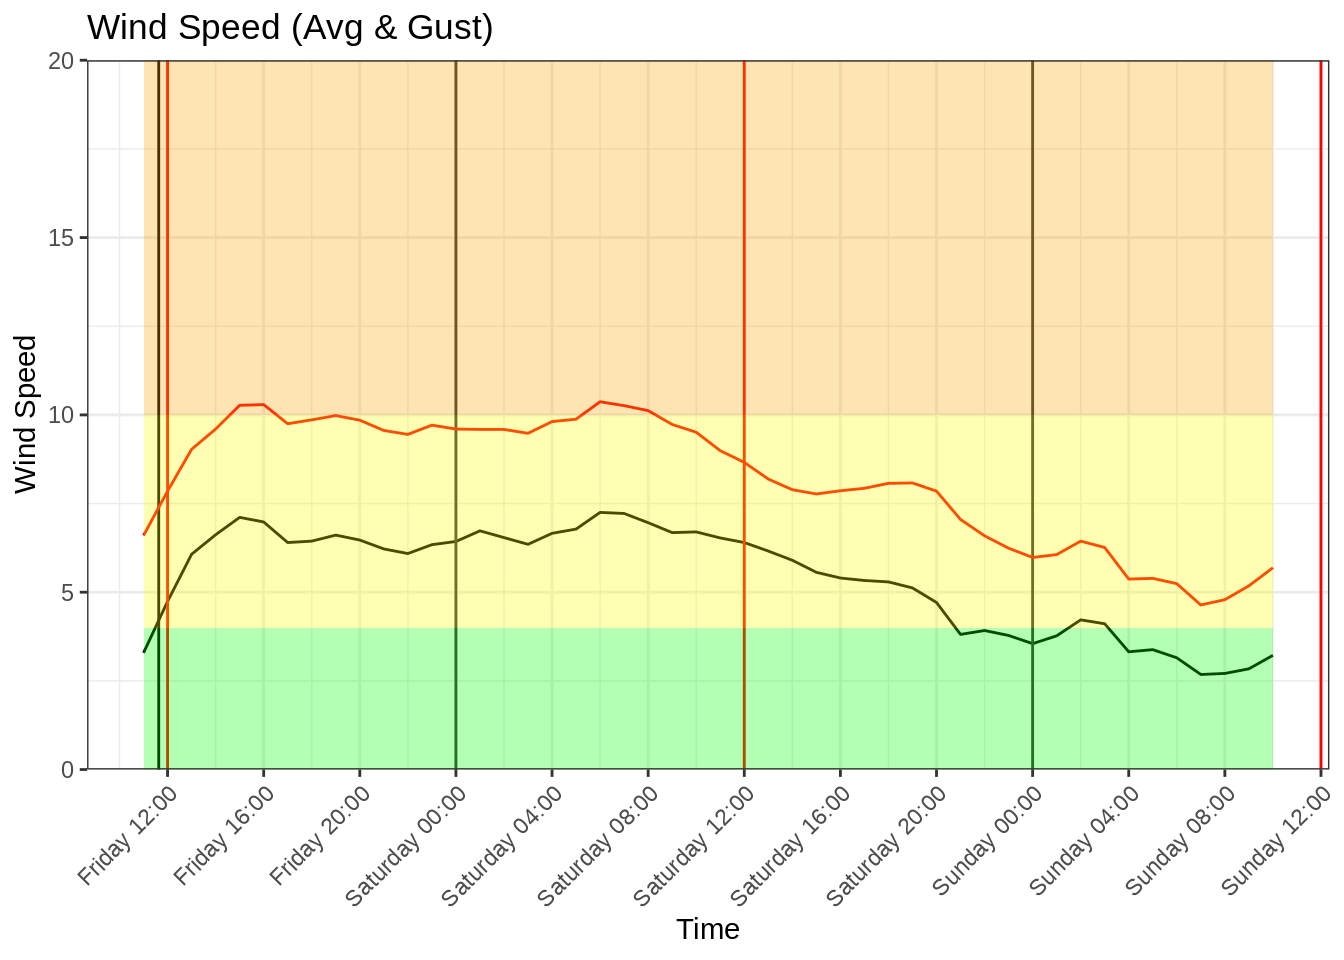 Wind Speed (Avg & Gust)
20
15
10
5
0
Wind Speed
Friday 12:00
Friday 16:00
Friday 20:00
Saturday 00:00
Saturday 04:00
Saturday 08:00
Saturday 12:00
Saturday 16:00
Saturday 20:00
Sunday 00:00
Sunday 04:00
Sunday 08:00
Sunday 12:00
Time